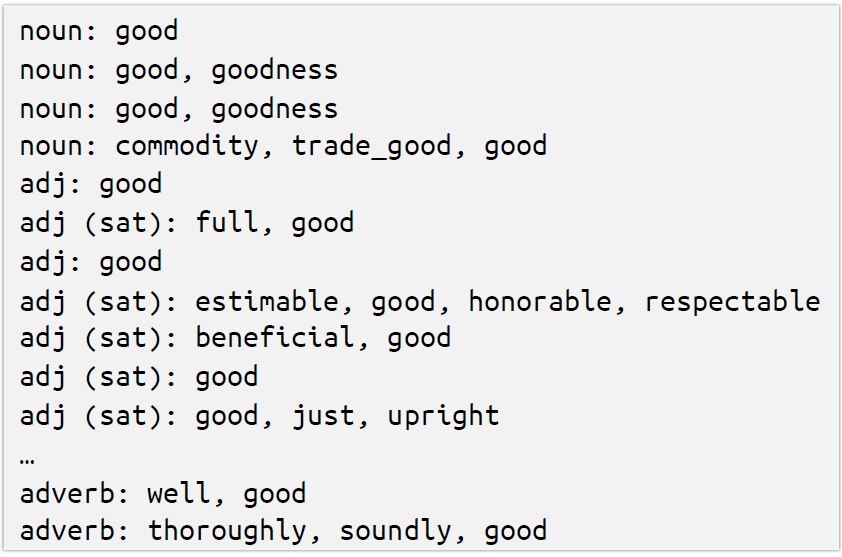 noun: good
noun: good, goodness
noun: good, goodness
noun: commodity, trade_good, good
adj: good
adj (sat): full, good
adj: good
adj (sat): estimable, good, honorable, respectable
adj (sat): beneficial, good
adj (sat): good
adj (sat): good, just, upright
…
adverb: well, good
adverb: thoroughly, soundly, good